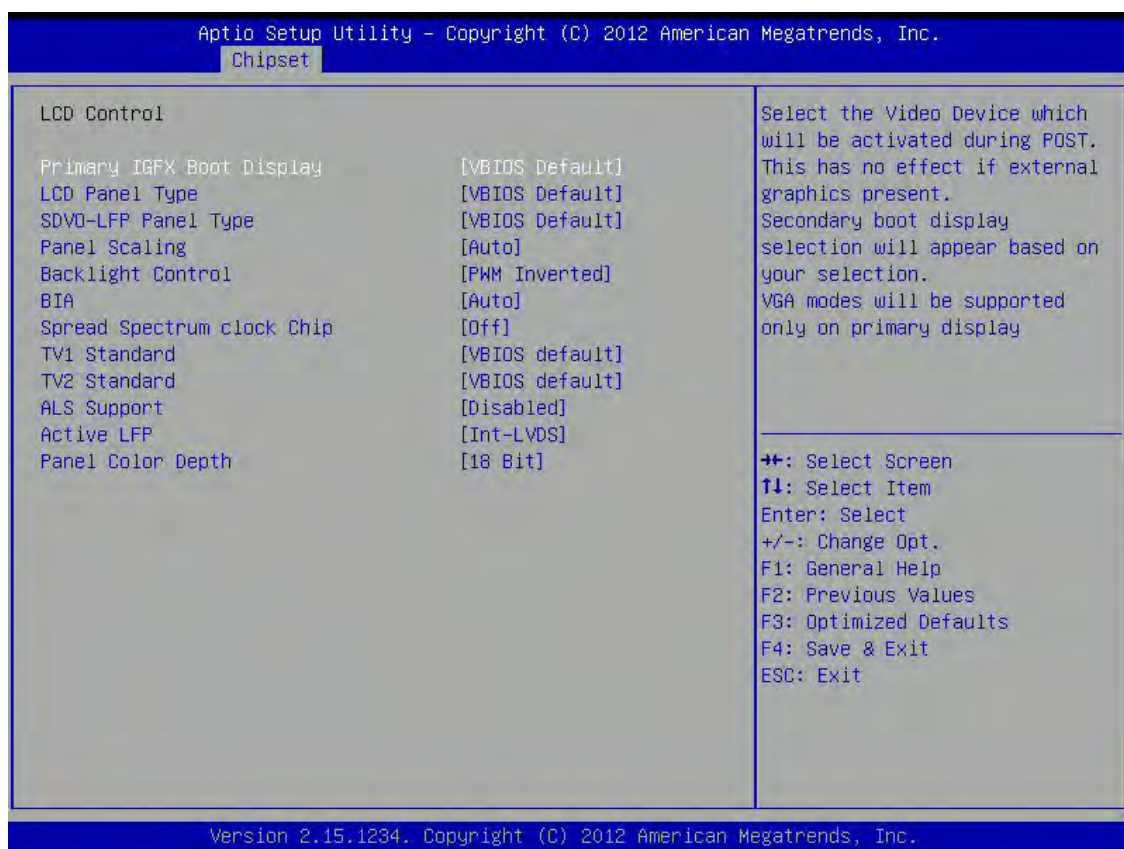 Aptio Setup Utility – Copyright (C) 2012 American Megatrends, Inc.
Chipset
LCD Control
Primary IGFX Boot Display [VBIOS Default]
LCD Panel Type [VBIOS Default]
SDVO-LFP Panel Type [VBIOS Default]
Panel Scaling [Auto]
Backlight Control [PWM Inverted]
BIA [Auto]
Spread Spectrum clock Chip [Off]
TV1 Standard [VBIOS default]
TV2 Standard [VBIOS default]
ALS Support [Disabled]
Active LFP [Int-LVDS]
Panel Color Depth [18 Bit]
Select the Video Device which
will be activated during POST.
This has no effect if external
graphics present.
Secondary boot display
selection will appear based on
your selection.
VGA modes will be supported
only on primary display
→←: Select Screen
↑↓: Select Item
Enter: Select
+/-: Change Opt.
F1: General Help
F2: Previous Values
F3: Optimized Defaults
F4: Save & Exit
ESC: Exit
Version 2.15.1234. Copyright (C) 2012 American Megatrends, Inc.